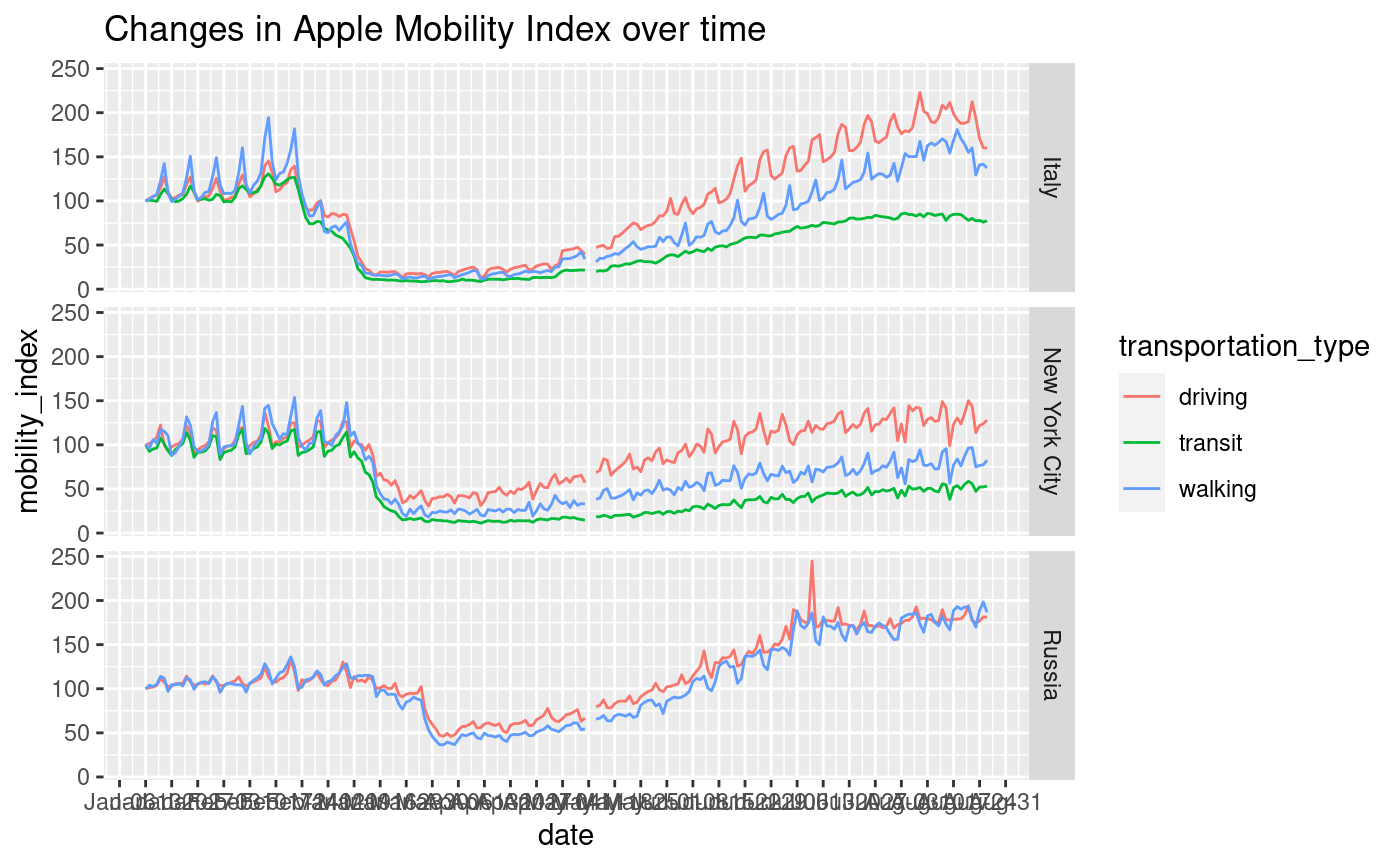 Changes in Apple Mobility Index over time
250
200
150
100
50
0
Italy
250
200
150
100
50
0
New York City
250
200
150
100
50
0
Russia
mobility_index
date
transportation_type
driving
transit
walking